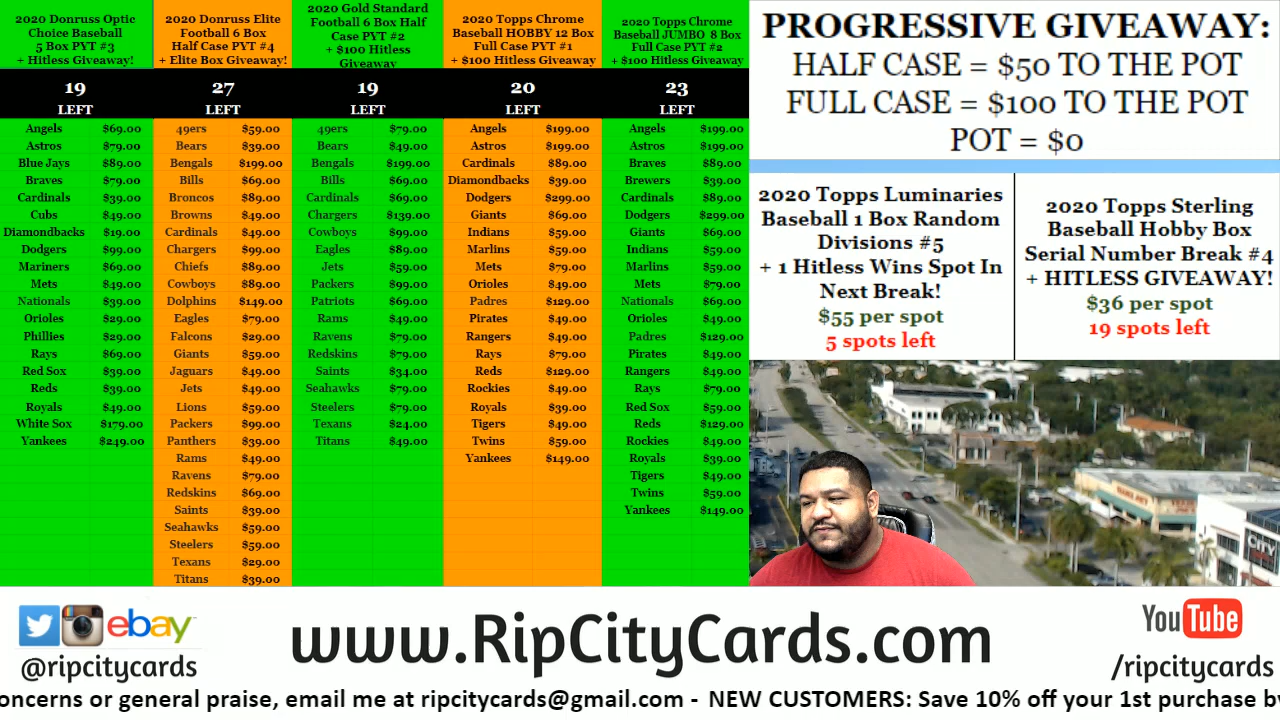 2020 Donruss Optic
Choice Baseball
5 Box PYT #3
+ Hitless Giveaway!
19
LEFT
Angels $69.00
Astros $79.00
Blue Jays $89.00
Braves $79.00
Cardinals $39.00
Cubs $49.00
Diamondbacks $19.00
Dodgers $99.00
Mariners $69.00
Mets $49.00
Nationals $39.00
Orioles $29.00
Phillies $29.00
Rays $69.00
Red Sox $39.00
Reds $39.00
Royals $49.00
White Sox $179.00
Yankees $249.00
2020 Donruss Elite
Football 6 Box
Half Case PYT #4
+ Elite Box Giveaway!
27
LEFT
49ers $59.00
Bears $39.00
Bengals $199.00
Bills $69.00
Broncos $89.00
Browns $49.00
Cardinals $49.00
Chargers $99.00
Chiefs $89.00
Cowboys $89.00
Dolphins $149.00
Eagles $79.00
Falcons $29.00
Giants $59.00
Jaguars $49.00
Jets $49.00
Lions $59.00
Packers $99.00
Panthers $39.00
Rams $49.00
Ravens $79.00
Redskins $69.00
Saints $39.00
Seahawks $59.00
Steelers $59.00
Texans $29.00
Titans $39.00
2020 Gold Standard
Football 6 Box Half
Case PYT #2
+ $100 Hitless
Giveaway
19
LEFT
49ers $79.00
Bears $49.00
Bengals $199.00
Bills $69.00
Cardinals $69.00
Chargers $139.00
Cowboys $99.00
Eagles $89.00
Jets $59.00
Packers $99.00
Patriots $69.00
Rams $49.00
Ravens $79.00
Redskins $79.00
Saints $34.00
Seahawks $79.00
Steelers $79.00
Texans $24.00
Titans $49.00
2020 Topps Chrome
Baseball HOBBY 12 Box
Full Case PYT #1
+ $100 Hitless Giveaway
20
LEFT
Angels $199.00
Astros $199.00
Cardinals $89.00
Diamondbacks $39.00
Dodgers $299.00
Giants $69.00
Indians $59.00
Marlins $59.00
Mets $79.00
Orioles $49.00
Padres $129.00
Pirates $49.00
Rangers $49.00
Rays $79.00
Reds $129.00
Rockies $49.00
Royals $39.00
Tigers $49.00
Twins $59.00
Yankees $149.00
2020 Topps Chrome
Baseball JUMBO 8 Box
Full Case PYT #2
+ $100 Hitless Giveaway
23
LEFT
Angels $199.00
Astros $199.00
Braves $89.00
Brewers $39.00
Cardinals $89.00
Dodgers $299.00
Giants $69.00
Indians $59.00
Marlins $59.00
Mets $79.00
Nationals $69.00
Orioles $49.00
Padres $129.00
Pirates $49.00
Rangers $49.00
Rays $79.00
Red Sox $59.00
Reds $129.00
Rockies $49.00
Royals $39.00
Tigers $49.00
Twins $59.00
Yankees $149.00
PROGRESSIVE GIVEAWAY:
HALF CASE = $50 TO THE POT
FULL CASE = $100 TO THE POT
POT = $0
2020 Topps Luminaries
Baseball 1 Box Random
Divisions #5
+ 1 Hitless Wins Spot In
Next Break!
$55 per spot
5 spots left
2020 Topps Sterling
Baseball Hobby Box
Serial Number Break #4
+ HITLESS GIVEAWAY!
$36 per spot
19 spots left
CITY
ebay
@ripcitycards
www.RipCityCards.com
YouTube
/ripcitycards
oncerns or general praise, email me at ripcitycards@gmail.com - NEW CUSTOMERS: Save 10% off your 1st purchase by